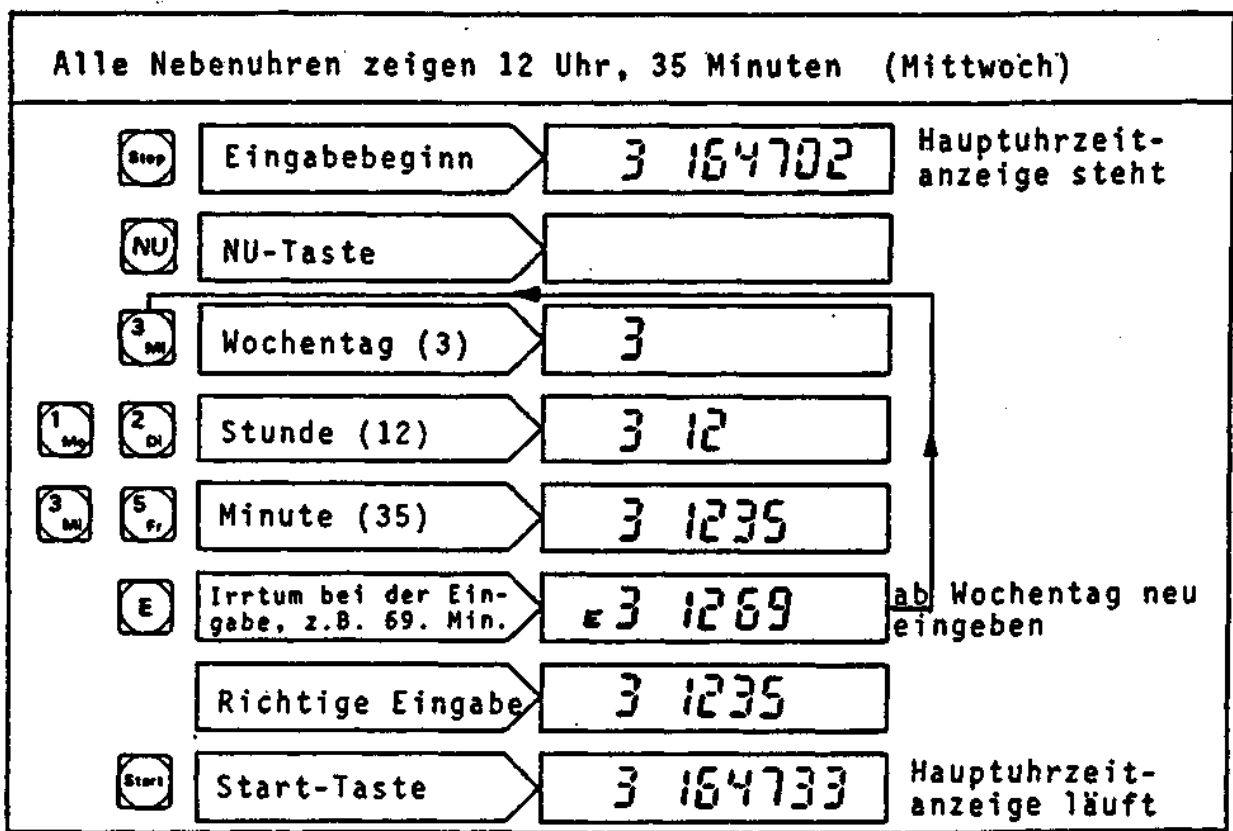 Alle Nebenuhren zeigen 12 Uhr, 35 Minuten (Mittwoch)
Stop Eingabebeginn 3 164702 Hauptuhrzeit-
anzeige steht
NU NU-Taste
3 Mi Wochentag (3) 3
1 Mo 2 Di Stunde (12) 3 12
3 Mi 5 Fr Minute (35) 3 1235
E Irrtum bei der Ein-
gabe, z.B. 69. Min. E 3 1269 ab Wochentag neu
eingeben
Richtige Eingabe 3 1235
Start Start-Taste 3 164733 Hauptuhrzeit-
anzeige läuft